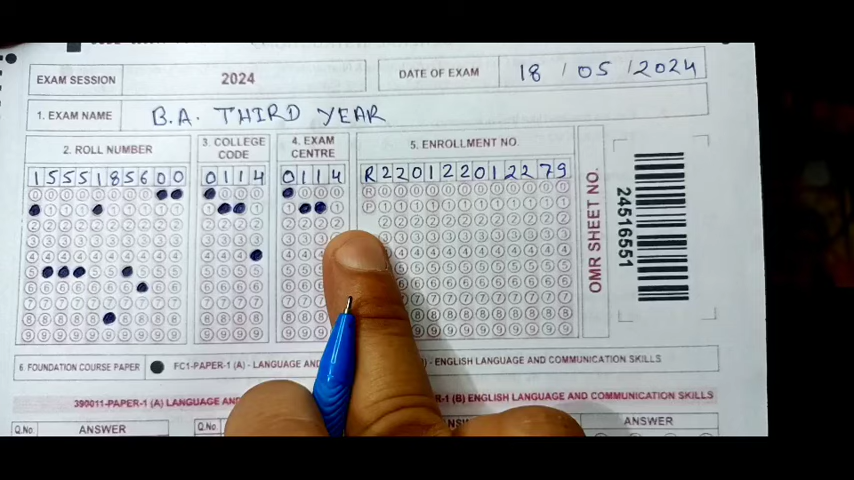 EXAM SESSION 2024 DATE OF EXAM 18 / 05 / 2024
1. EXAM NAME B.A. THIRD YEAR
2. ROLL NUMBER 3. COLLEGE CODE 4. EXAM CENTRE 5. ENROLLMENT NO.
1555185600 0114 0114 R220122012279
OMR SHEET NO. 24516551
6 FOUNDATION COURSE PAPER FC1-PAPER-1 (A) - LANGUAGE AND - ENGLISH LANGUAGE AND COMMUNICATION SKILLS
390011-PAPER-1 (A) LANGUAGE AND R-1 (B) ENGLISH LANGUAGE AND COMMUNICATION SKILLS
Q.No ANSWER Q.No ANSWER